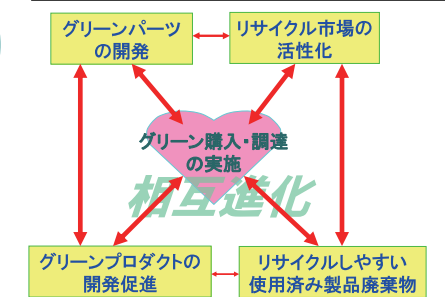 グリーンパーツ
の開発
リサイクル市場の
活性化
グリーン購入・調達
の実施
相互進化
グリーンプロダクトの
開発促進
リサイクルしやすい
使用済み製品廃棄物